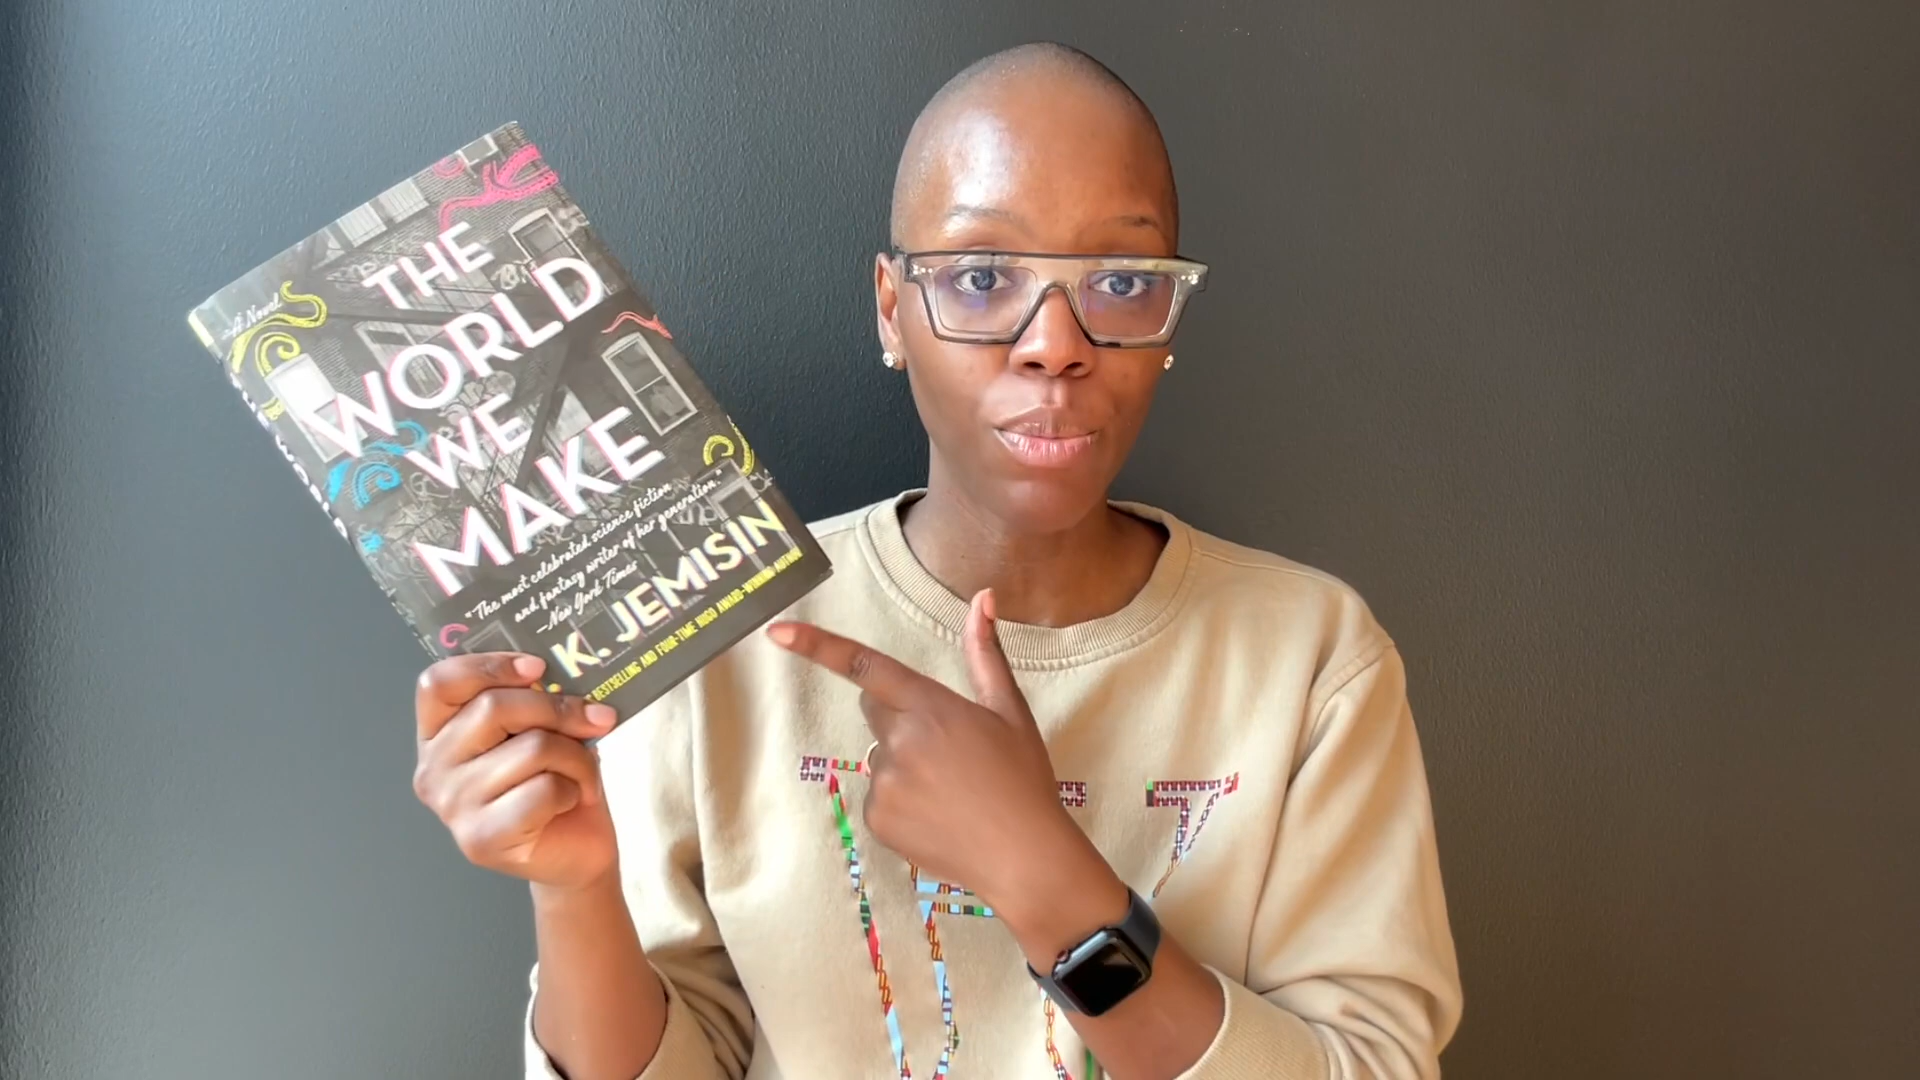 A Novel
THE
WORLD
WE
MAKE
"The most celebrated science fiction
and fantasy writer of her generation."
—New York Times
K. JEMISIN
BESTSELLING AND FOUR-TIME HUGO AWARD-WINNING AUTHOR